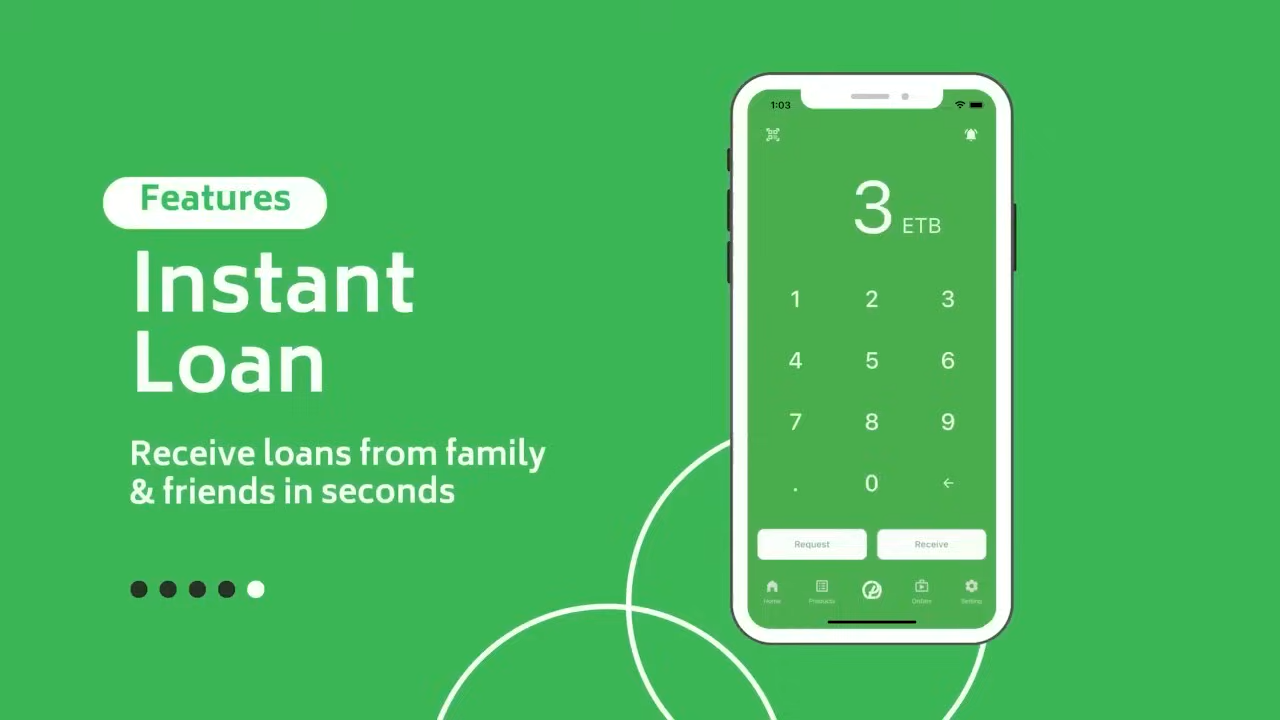 Features
Instant
Loan
Receive loans from family
& friends in seconds
1:03
3 ETB
1 2 3
4 5 6
7 8 9
. 0 ←
Request Receive
Home Products Orders Setting